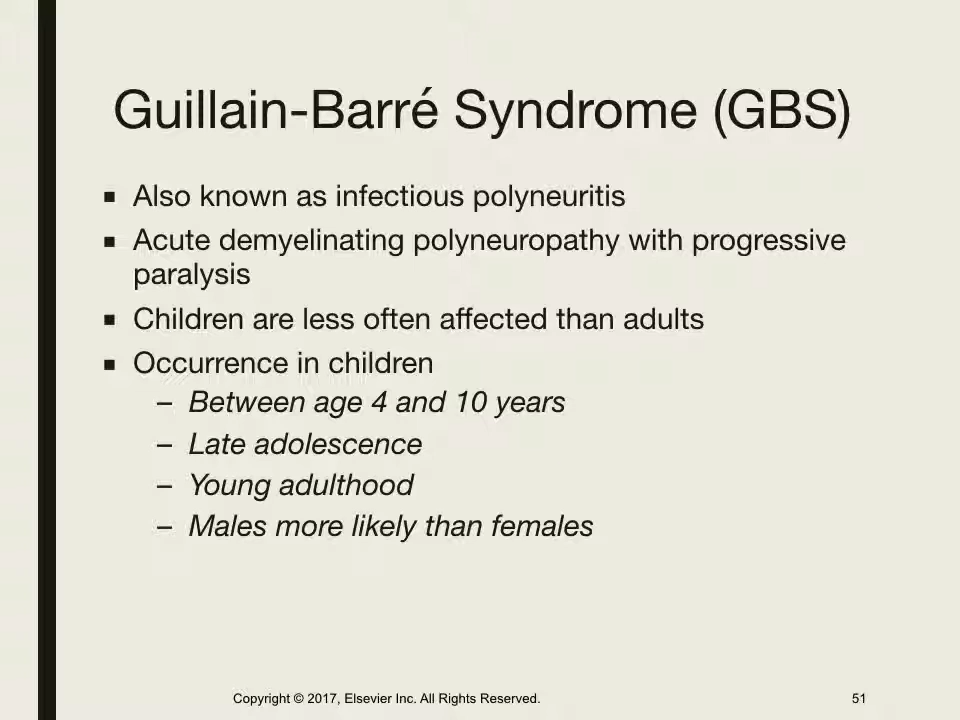 Guillain-Barré Syndrome (GBS)
■ Also known as infectious polyneuritis
■ Acute demyelinating polyneuropathy with progressive
paralysis
■ Children are less often affected than adults
■ Occurrence in children
– Between age 4 and 10 years
– Late adolescence
– Young adulthood
– Males more likely than females
Copyright © 2017, Elsevier Inc. All Rights Reserved.
51